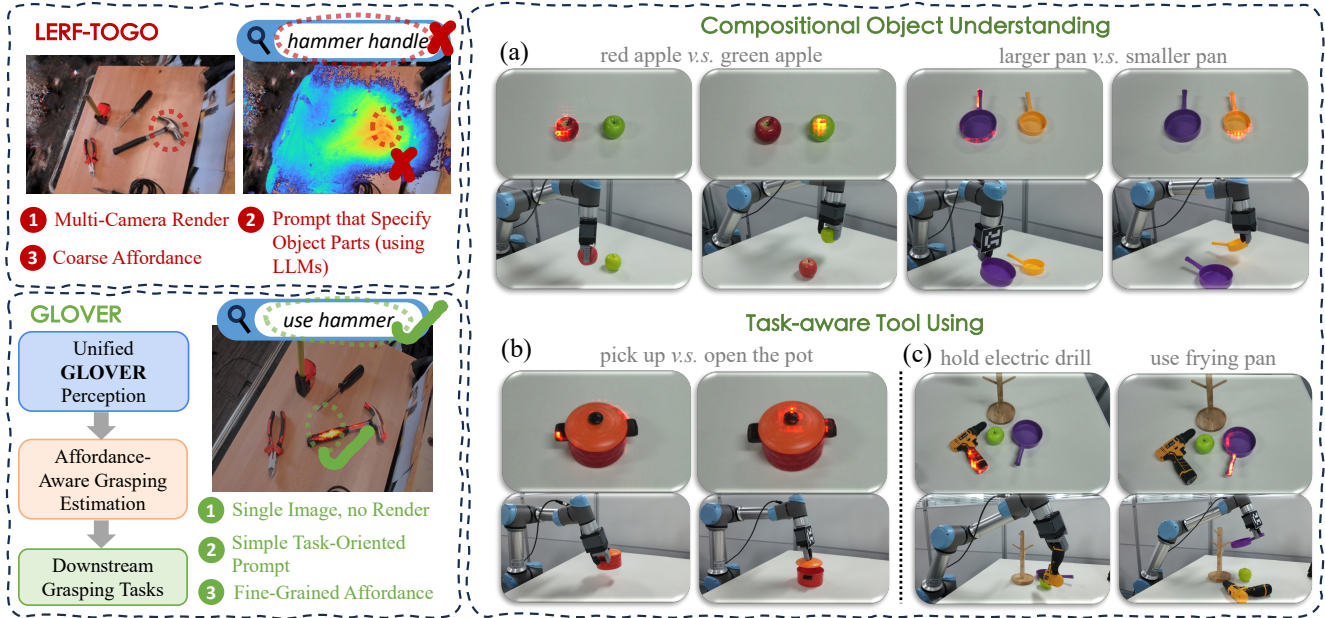 LERF-TOGO
hammer handle
1 Multi-Camera Render
2 Prompt that Specify
Object Parts (using
LLMs)
3 Coarse Affordance
GLOVER
use hammer
Unified
GLOVER
Perception
Affordance-
Aware Grasping
Estimation
Downstream
Grasping Tasks
1 Single Image, no Render
2 Simple Task-Oriented
Prompt
3 Fine-Grained Affordance
Compositional Object Understanding
(a)
red apple v.s. green apple
larger pan v.s. smaller pan
Task-aware Tool Using
(b)
pick up v.s. open the pot
(c)
hold electric drill
use frying pan